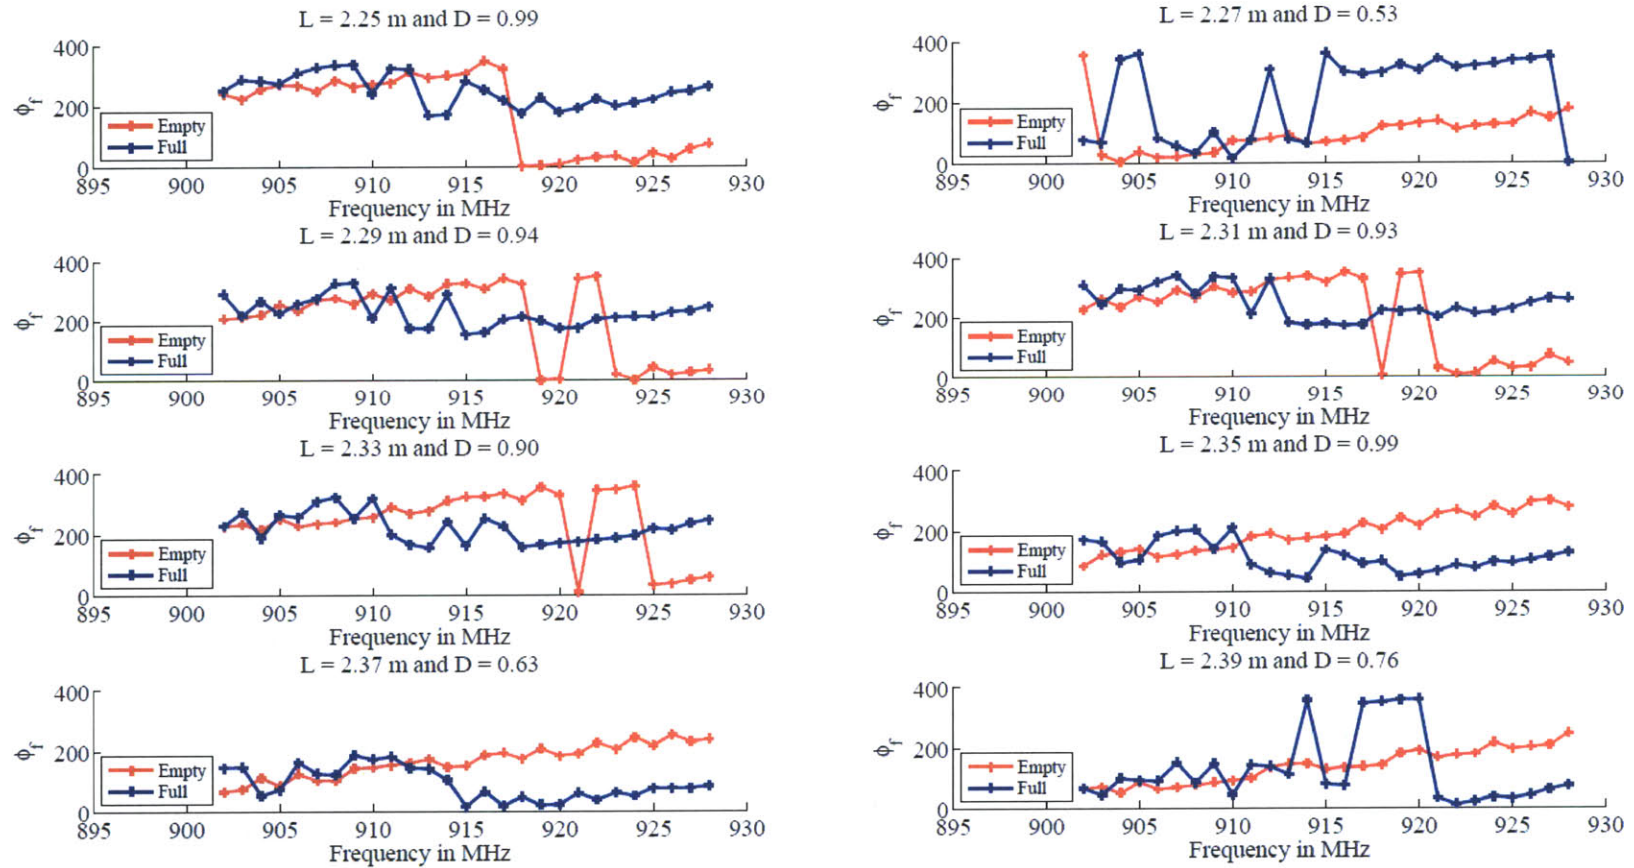 L = 2.25 m and D = 0.99
400
200
0
ϕf
Empty
Full
895 900 905 910 915 920 925 930
Frequency in MHz
L = 2.27 m and D = 0.53
400
200
0
ϕf
Empty
Full
895 900 905 910 915 920 925 930
Frequency in MHz
L = 2.29 m and D = 0.94
400
200
0
ϕf
Empty
Full
895 900 905 910 915 920 925 930
Frequency in MHz
L = 2.31 m and D = 0.93
400
200
0
ϕf
Empty
Full
895 900 905 910 915 920 925 930
Frequency in MHz
L = 2.33 m and D = 0.90
400
200
0
ϕf
Empty
Full
895 900 905 910 915 920 925 930
Frequency in MHz
L = 2.35 m and D = 0.99
400
200
0
ϕf
Empty
Full
895 900 905 910 915 920 925 930
Frequency in MHz
L = 2.37 m and D = 0.63
400
200
0
ϕf
Empty
Full
895 900 905 910 915 920 925 930
Frequency in MHz
L = 2.39 m and D = 0.76
400
200
0
ϕf
Empty
Full
895 900 905 910 915 920 925 930
Frequency in MHz